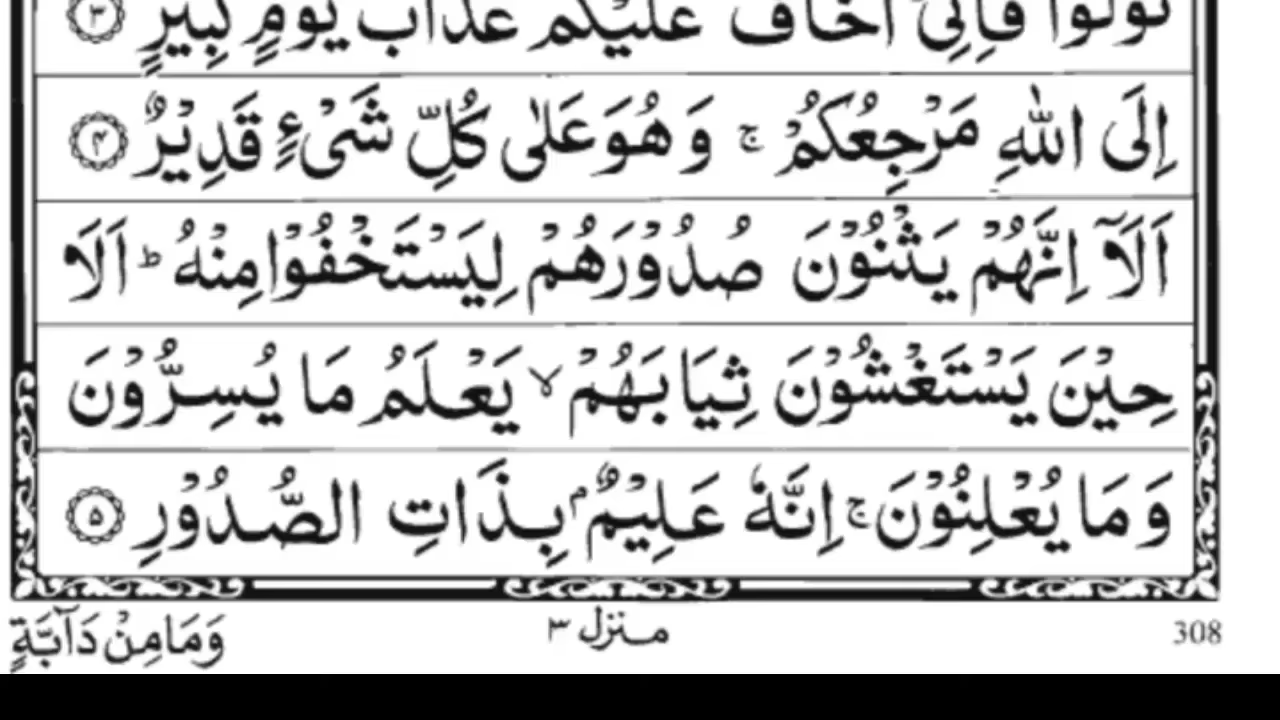 تَوَلَّوْا فَاِنِّیْۤ اَخَافُ عَلَیْكُمْ عَذَابَ یَوْمٍ كَبِیْرٍ ۝۳
اِلَی اللّٰهِ مَرْجِعُكُمْ ۚ وَ هُوَ عَلٰی كُلِّ شَیْءٍ قَدِیْرٌ ۝۴
اَلَاۤ اِنَّهُمْ یَثْنُوْنَ صُدُوْرَهُمْ لِیَسْتَخْفُوْا مِنْهُ ؕ اَلَا
حِیْنَ یَسْتَغْشُوْنَ ثِیَابَهُمْ ۙ یَعْلَمُ مَا یُسِرُّوْنَ
وَ مَا یُعْلِنُوْنَ ۚ اِنَّهٗ عَلِیْمٌۢ بِذَاتِ الصُّدُوْرِ ۝۵
308 منزل ۳ وَمَا مِنْ دَآبَّةٍ